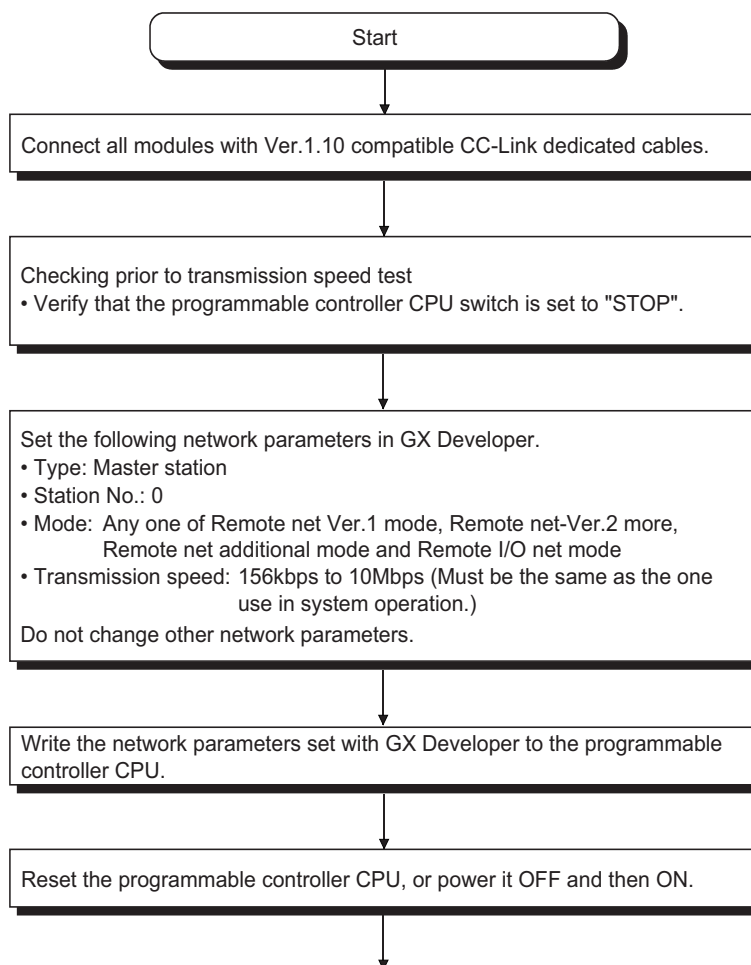 Start
Connect all modules with Ver.1.10 compatible CC-Link dedicated cables.
Checking prior to transmission speed test
• Verify that the programmable controller CPU switch is set to "STOP".
Set the following network parameters in GX Developer.
• Type: Master station
• Station No.: 0
• Mode: Any one of Remote net Ver.1 mode, Remote net-Ver.2 more,
Remote net additional mode and Remote I/O net mode
• Transmission speed: 156kbps to 10Mbps (Must be the same as the one
use in system operation.)
Do not change other network parameters.
Write the network parameters set with GX Developer to the programmable
controller CPU.
Reset the programmable controller CPU, or power it OFF and then ON.